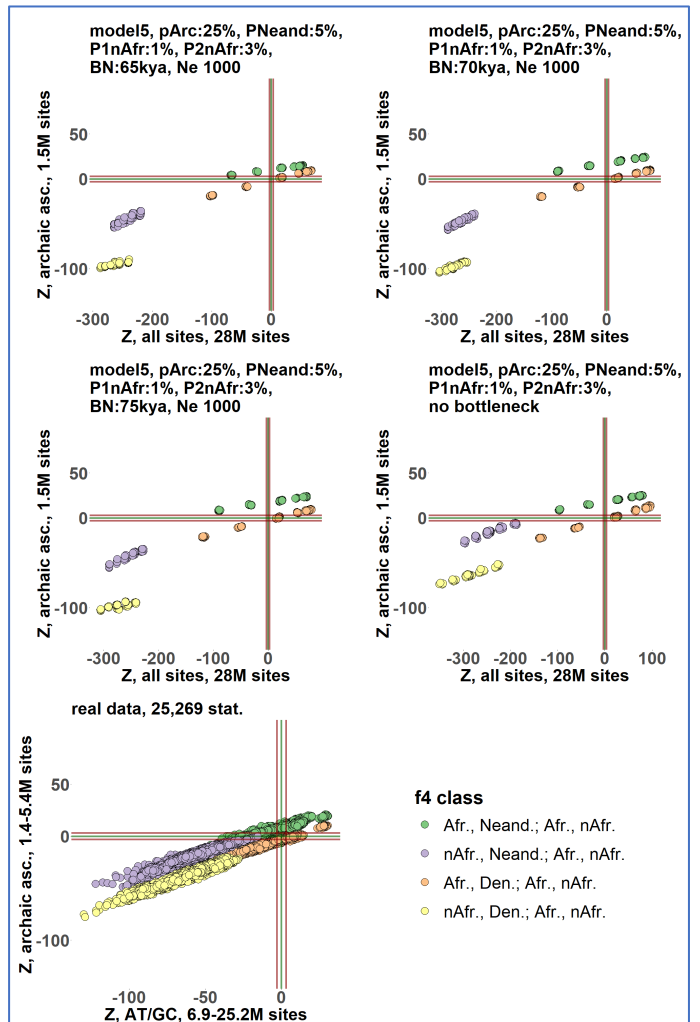 model5, pArc:25%, PNeand:5%,
P1nAfr:1%, P2nAfr:3%,
BN:65kya, Ne 1000
Z, archaic asc., 1.5M sites
50
0
-100
-300 -200 -100 0
Z, all sites, 28M sites
model5, pArc:25%, PNeand:5%,
P1nAfr:1%, P2nAfr:3%,
BN:70kya, Ne 1000
Z, archaic asc., 1.5M sites
50
0
-100
-300 -100 0
Z, all sites, 28M sites
model5, pArc:25%, PNeand:5%,
P1nAfr:1%, P2nAfr:3%,
BN:75kya, Ne 1000
Z, archaic asc., 1.5M sites
50
0
-100
-300 -200 -100 0
Z, all sites, 28M sites
model5, pArc:25%, PNeand:5%,
P1nAfr:1%, P2nAfr:3%,
no bottleneck
Z, archaic asc., 1.5M sites
50
0
-100
-300 -100 0 100
Z, all sites, 28M sites
real data, 25,269 stat.
Z, archaic asc., 1.4-5.4M sites
50
0
-100
-100 -50 0
Z, AT/GC, 6.9-25.2M sites
f4 class
Afr., Neand.; Afr., nAfr.
nAfr., Neand.; Afr., nAfr.
Afr., Den.; Afr., nAfr.
nAfr., Den.; Afr., nAfr.